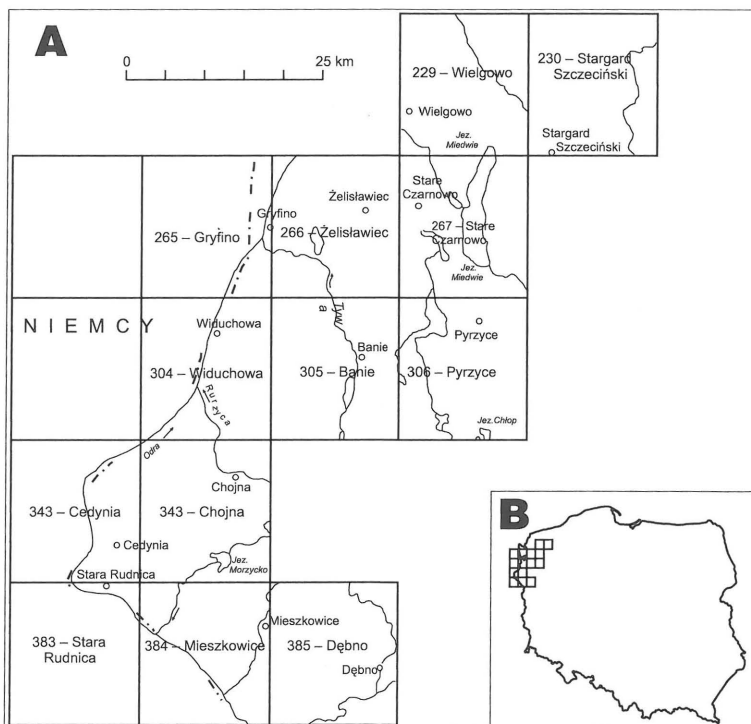 A
0 25 km
229 – Wielgowo
230 – Stargard
Szczeciński
Wielgowo
Jez.
Miedwie
Stargard
Szczeciński
Żelisławiec
Stare
Czarnowo
Gryfino
265 – Gryfino
266 – Żelisławiec
267 – Stare
Czarnowo
Jez.
Miedwie
NIEMCY
Widuchowa
Tyw
a
Pyrzyce
Banie
304 – Widuchowa
305 – Banie
306 – Pyrzyce
Rurzyca
Jez.Chłop
Odra
Chojna
343 – Cedynia
343 – Chojna
Cedynia
Jez.
Morzycko
Stara Rudnica
Mieszkowice
383 – Stara
Rudnica
384 – Mieszkowice
385 – Dębno
Dębno
B